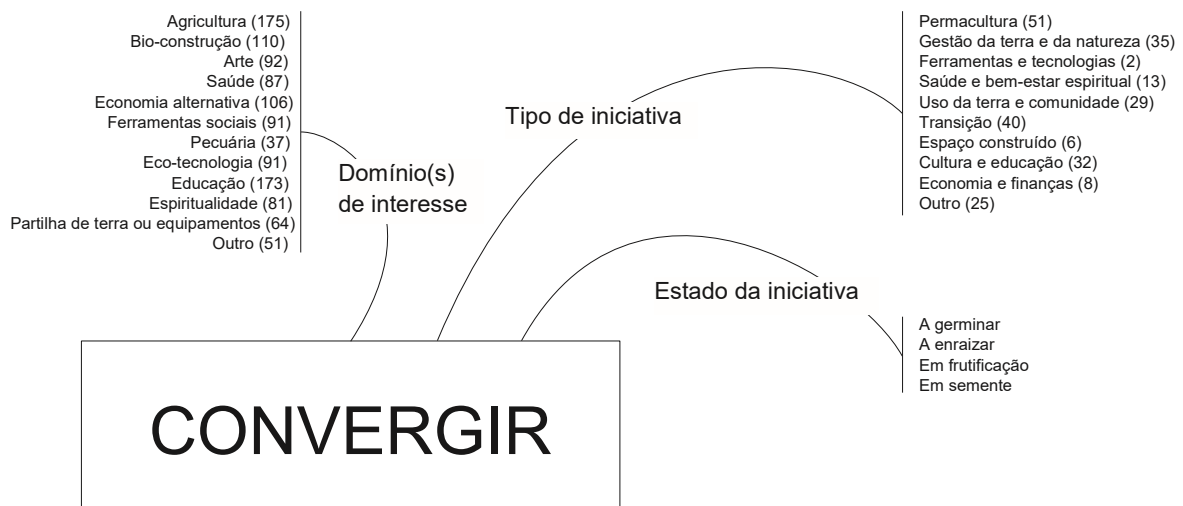 Agricultura (175)
Bio-construção (110)
Arte (92)
Saúde (87)
Economia alternativa (106)
Ferramentas sociais (91)
Pecuária (37)
Eco-tecnologia (91)
Educação (173)
Espiritualidade (81)
Partilha de terra ou equipamentos (64)
Outro (51)
Domínio(s)
de interesse
Tipo de iniciativa
Permacultura (51)
Gestão da terra e da natureza (35)
Ferramentas e tecnologias (2)
Saúde e bem-estar espiritual (13)
Uso da terra e comunidade (29)
Transição (40)
Espaço construído (6)
Cultura e educação (32)
Economia e finanças (8)
Outro (25)
Estado da iniciativa
A germinar
A enraizar
Em frutificação
Em semente
CONVERGIR